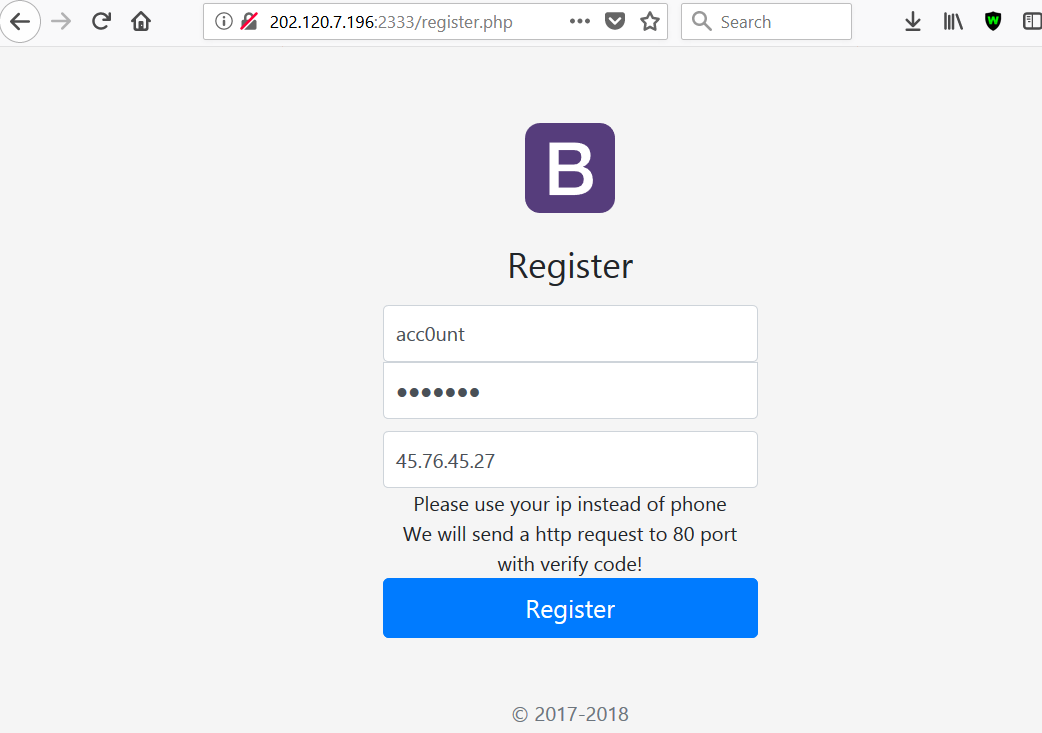 202.120.7.196:2333/register.php
Search
B
Register
acc0unt
●●●●●●●
45.76.45.27
Please use your ip instead of phone
We will send a http request to 80 port
with verify code!
Register
© 2017-2018